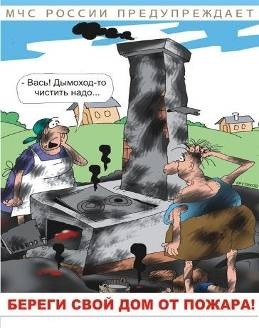 МЧС РОССИИ ПРЕДУПРЕЖДАЕТ
- Вась! Дымоход-то
чистить надо...
БЕРЕГИ СВОЙ ДОМ ОТ ПОЖАРА!